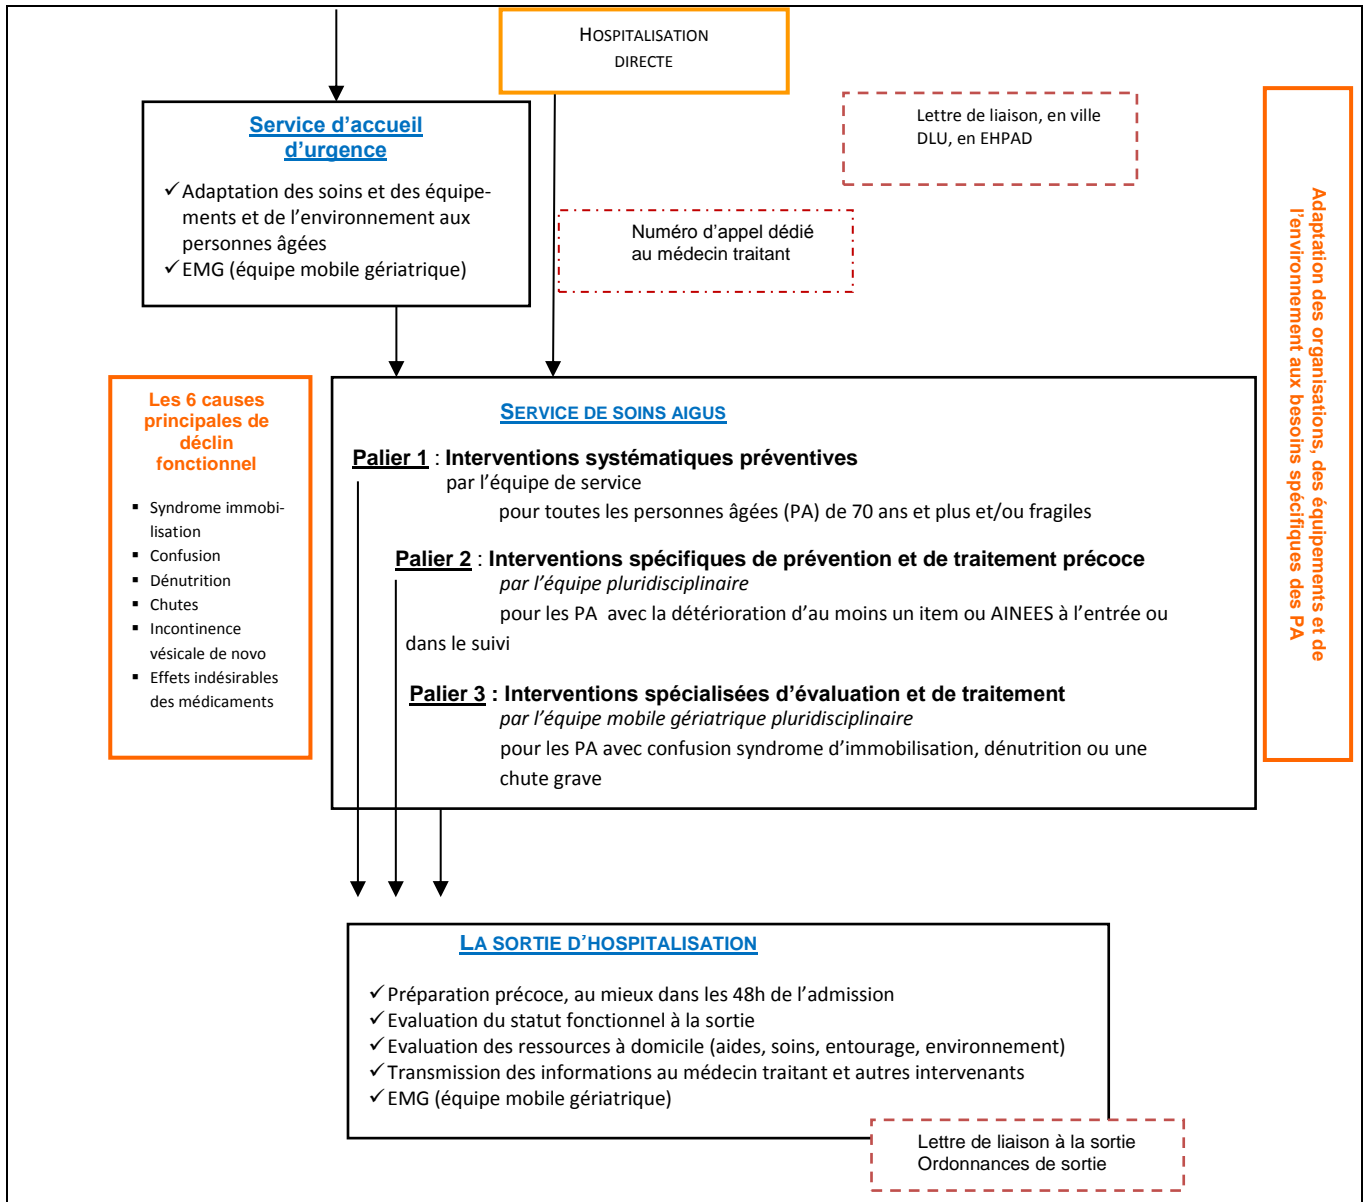 HOSPITALISATION
DIRECTE
Service d’accueil
d’urgence
✓ Adaptation des soins et des équipe-
ments et de l’environnement aux
personnes âgées
✓ EMG (équipe mobile gériatrique)
Lettre de liaison, en ville
DLU, en EHPAD
Numéro d’appel dédié
au médecin traitant
Adaptation des organisations, des équipements et de
l’environnement aux besoins spécifiques des PA
Les 6 causes
principales de
déclin
fonctionnel
▪ Syndrome immobi-
lisation
▪ Confusion
▪ Dénutrition
▪ Chutes
▪ Incontinence
vésicale de novo
▪ Effets indésirables
des médicaments
SERVICE DE SOINS AIGUS
Palier 1 : Interventions systématiques préventives
par l’équipe de service
pour toutes les personnes âgées (PA) de 70 ans et plus et/ou fragiles
Palier 2 : Interventions spécifiques de prévention et de traitement précoce
par l’équipe pluridisciplinaire
pour les PA avec la détérioration d’au moins un item ou AINEES à l’entrée ou
dans le suivi
Palier 3 : Interventions spécialisées d’évaluation et de traitement
par l’équipe mobile gériatrique pluridisciplinaire
pour les PA avec confusion syndrome d’immobilisation, dénutrition ou une
chute grave
LA SORTIE D’HOSPITALISATION
✓ Préparation précoce, au mieux dans les 48h de l’admission
✓ Evaluation du statut fonctionnel à la sortie
✓ Evaluation des ressources à domicile (aides, soins, entourage, environnement)
✓ Transmission des informations au médecin traitant et autres intervenants
✓ EMG (équipe mobile gériatrique)
Lettre de liaison à la sortie
Ordonnances de sortie